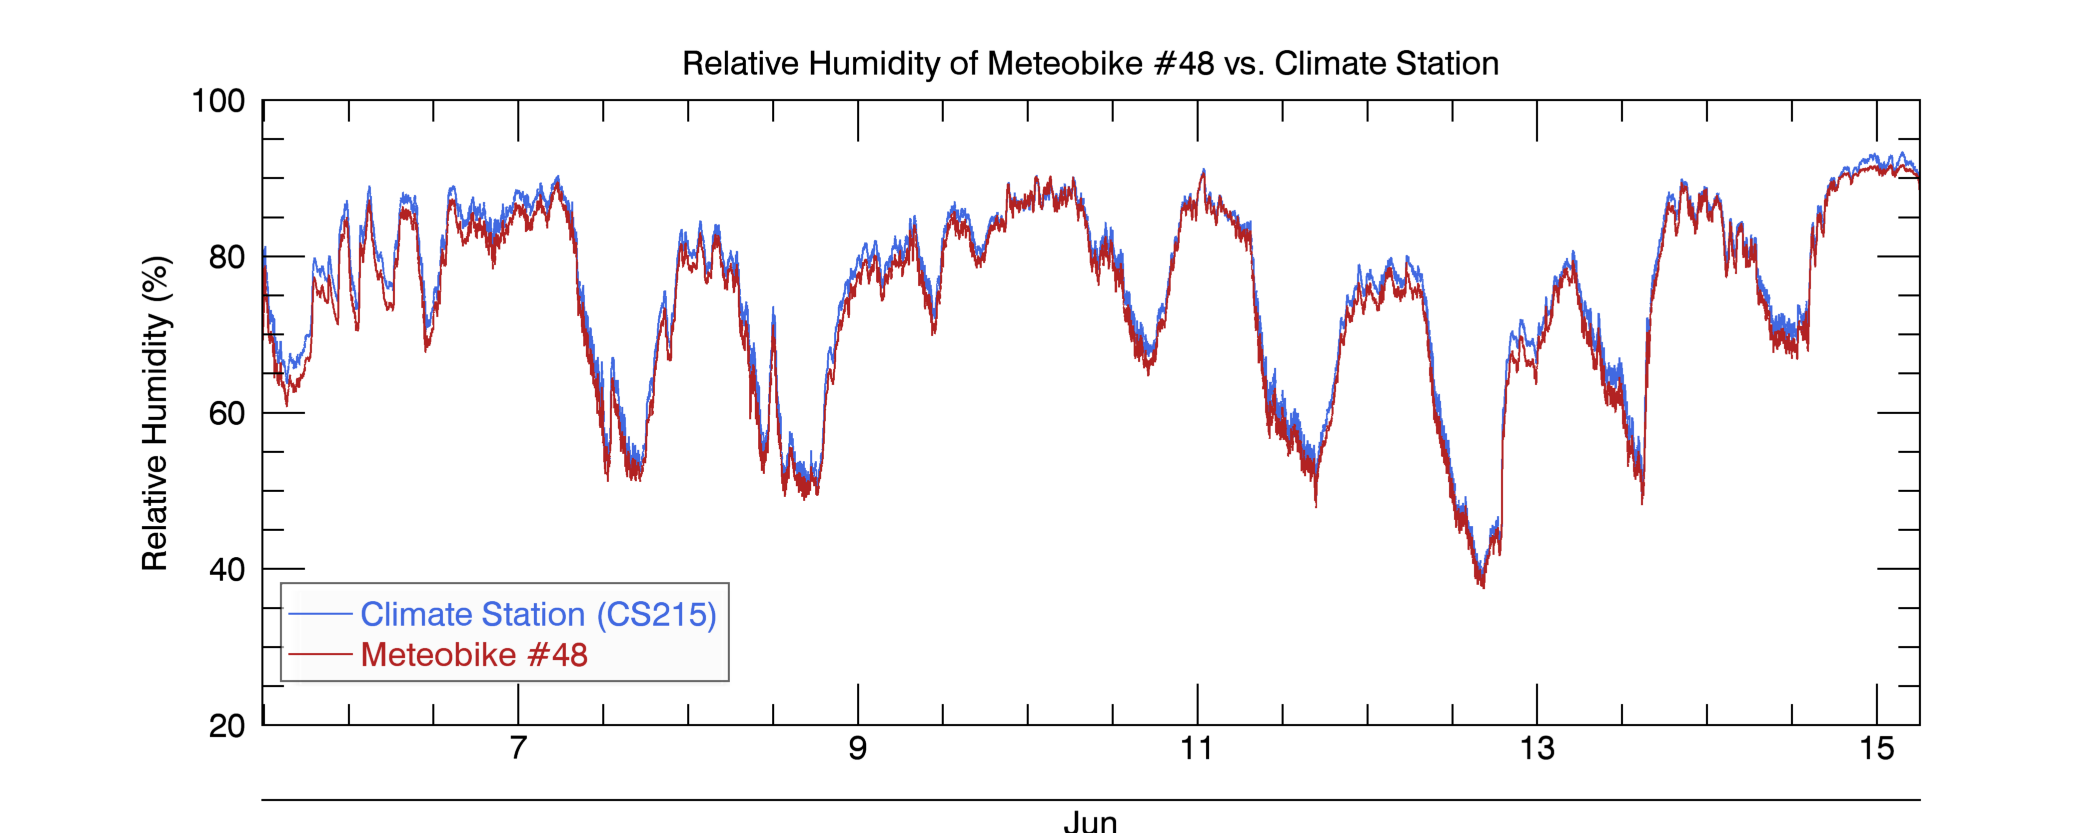 Relative Humidity of Meteobike #48 vs. Climate Station
100
80
60
40
20
Relative Humidity (%)
Climate Station (CS215)
Meteobike #48
7 9 11 13 15
Jun